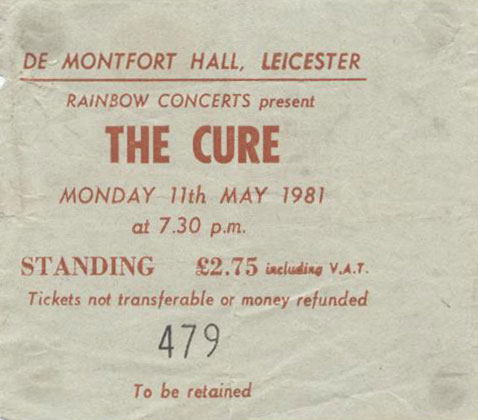 DE MONTFORT HALL, LEICESTER
RAINBOW CONCERTS present
THE CURE
MONDAY 11th MAY 1981
at 7.30 p.m.
STANDING £2.75 including V.A.T.
Tickets not transferable or money refunded
479
To be retained